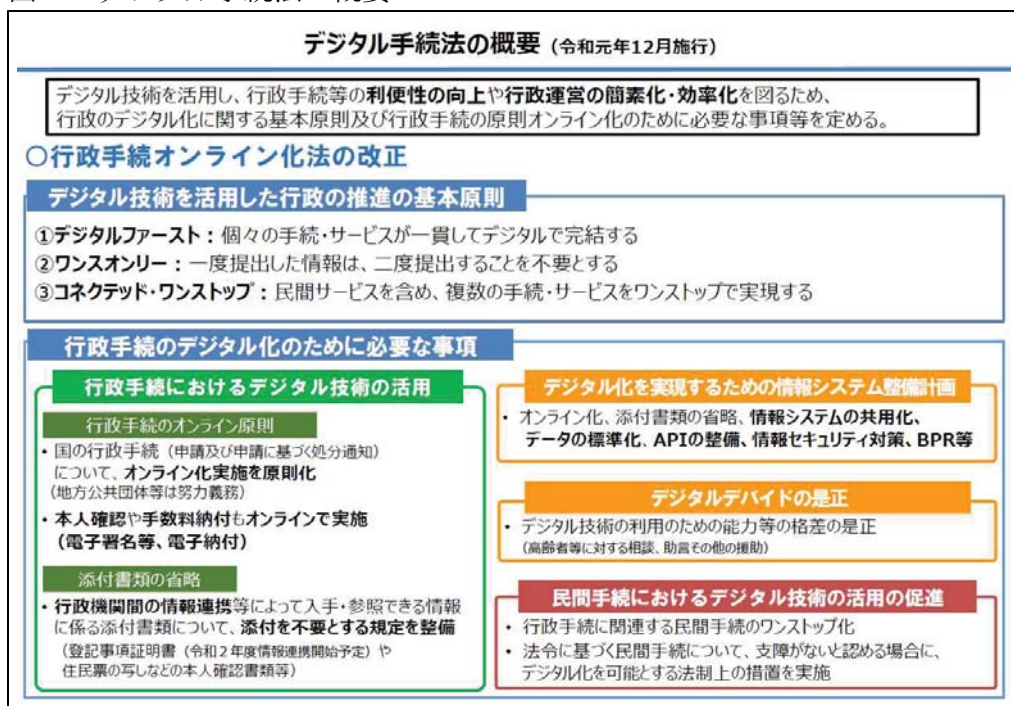 デジタル手続法の概要（令和元年12月施行）
デジタル技術を活用し、行政手続等の利便性の向上や行政運営の簡素化・効率化を図るため、
行政のデジタル化に関する基本原則及び行政手続の原則オンライン化のために必要な事項等を定める。
○行政手続オンライン化法の改正
デジタル技術を活用した行政の推進の基本原則
①デジタルファースト：個々の手続・サービスが一貫してデジタルで完結する
②ワンスオンリー：一度提出した情報は、二度提出することを不要とする
③コネクテッド・ワンストップ：民間サービスを含め、複数の手続・サービスをワンストップで実現する
行政手続のデジタル化のために必要な事項
行政手続におけるデジタル技術の活用
行政手続のオンライン原則
・国の行政手続（申請及び申請に基づく処分通知）
について、オンライン化実施を原則化
（地方公共団体等は努力義務）
・本人確認や手数料納付もオンラインで実施
（電子署名等、電子納付）
添付書類の省略
・行政機関間の情報連携等によって入手・参照できる情報
に係る添付書類について、添付を不要とする規定を整備
（登記事項証明書（令和２年度情報連携開始予定）や
住民票の写しなどの本人確認書類等）
デジタル化を実現するための情報システム整備計画
・オンライン化、添付書類の省略、情報システムの共用化、
データの標準化、APIの整備、情報セキュリティ対策、BPR等
デジタルデバイドの是正
・デジタル技術の利用のための能力等の格差の是正
（高齢者等に対する相談、助言その他の援助）
民間手続におけるデジタル技術の活用の促進
・行政手続に関連する民間手続のワンストップ化
・法令に基づく民間手続について、支障がないと認める場合に、
デジタル化を可能とする法制上の措置を実施